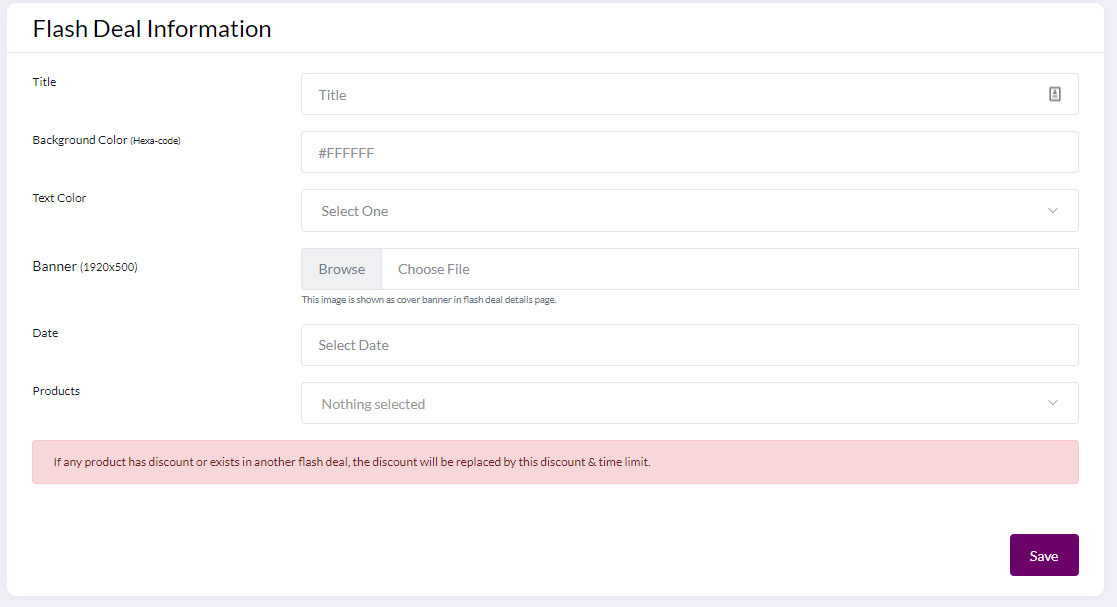 Flash Deal Information
Title
Title
Background Color (Hexa-code)
#FFFFFF
Text Color
Select One
Banner (1920x500)
Browse Choose File
This image is shown as cover banner in flash deal details page.
Date
Select Date
Products
Nothing selected
If any product has discount or exists in another flash deal, the discount will be replaced by this discount & time limit.
Save